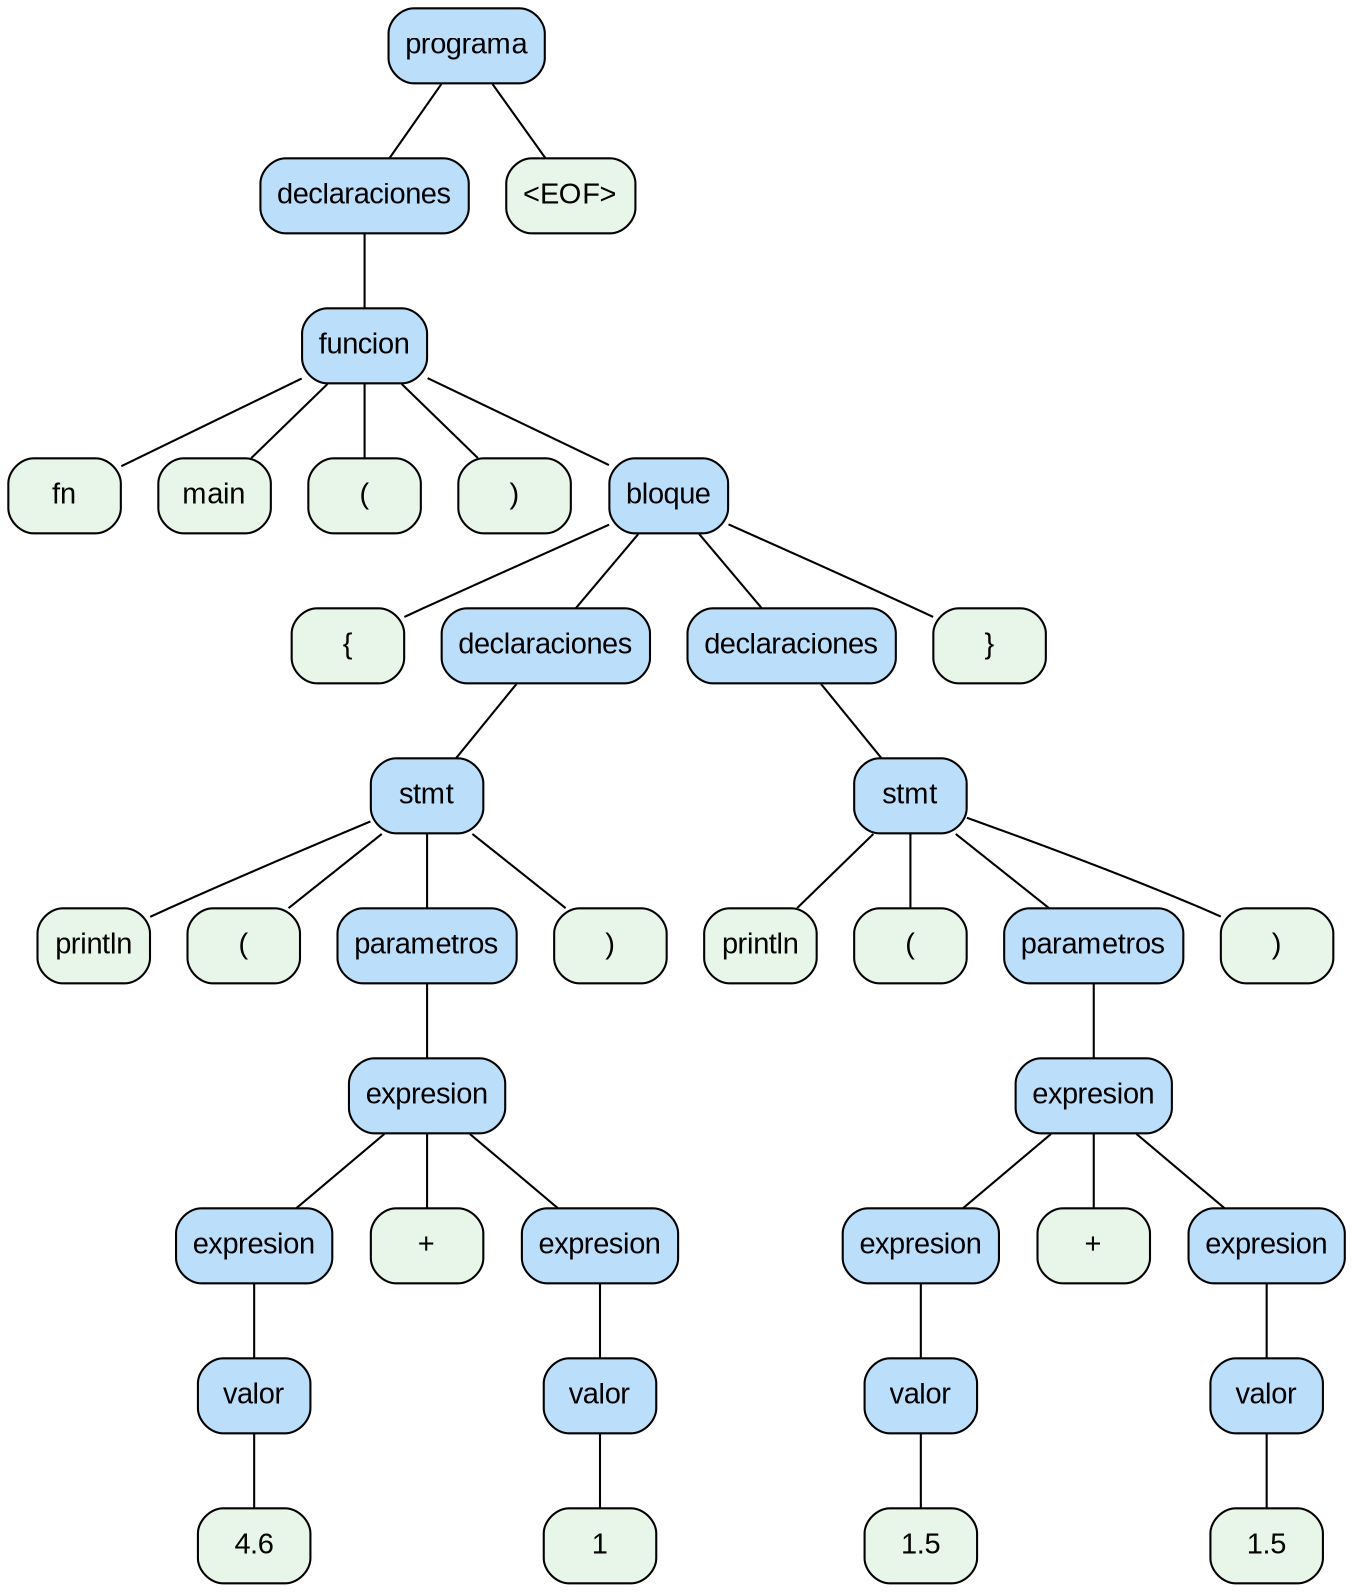 programa
declaraciones
<EOF>
funcion
fn
main
(
)
bloque
{
declaraciones
declaraciones
}
stmt
stmt
println
(
parametros
)
println
(
parametros
)
expresion
expresion
expresion
+
expresion
expresion
+
expresion
valor
valor
valor
valor
4.6
1
1.5
1.5